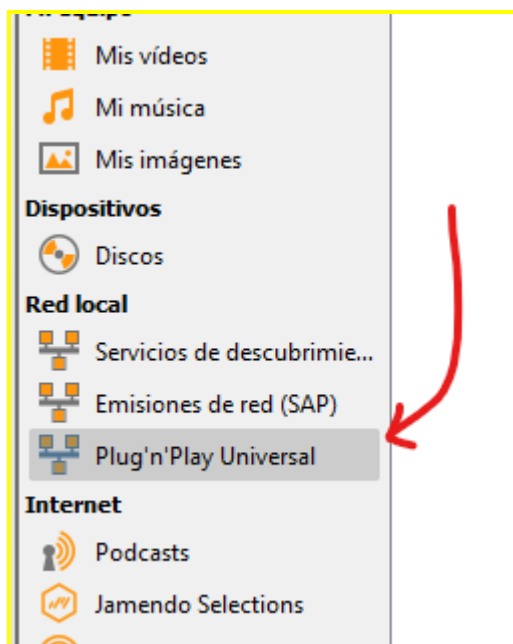 Mis vídeos
Mi música
Mis imágenes
Dispositivos
Discos
Red local
Servicios de descubrimie...
Emisiones de red (SAP)
Plug'n'Play Universal
Internet
Podcasts
Jamendo Selections